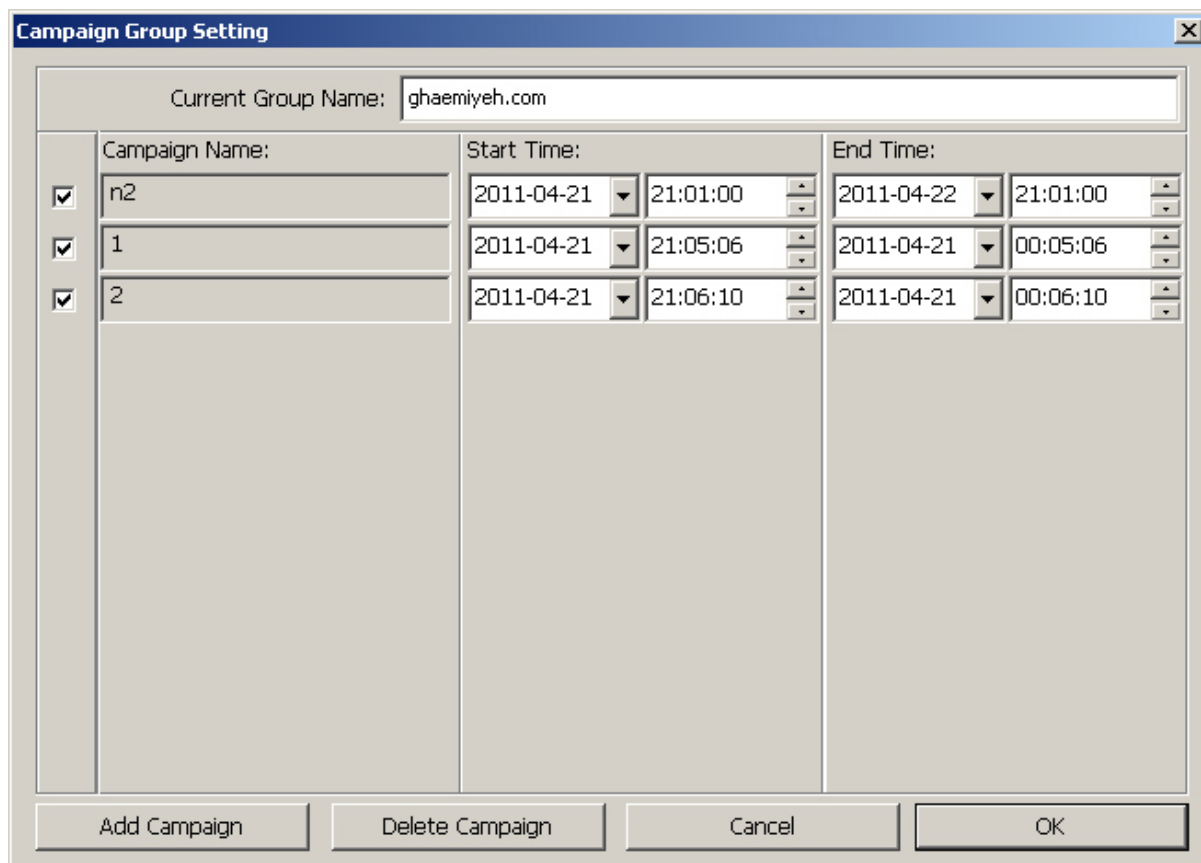 Campaign Group Setting
Current Group Name: ghaemiyeh.com
Campaign Name: Start Time: End Time:
n2 2011-04-21 21:01:00 2011-04-22 21:01:00
1 2011-04-21 21:05:06 2011-04-21 00:05:06
2 2011-04-21 21:06:10 2011-04-21 00:06:10
Add Campaign Delete Campaign Cancel OK